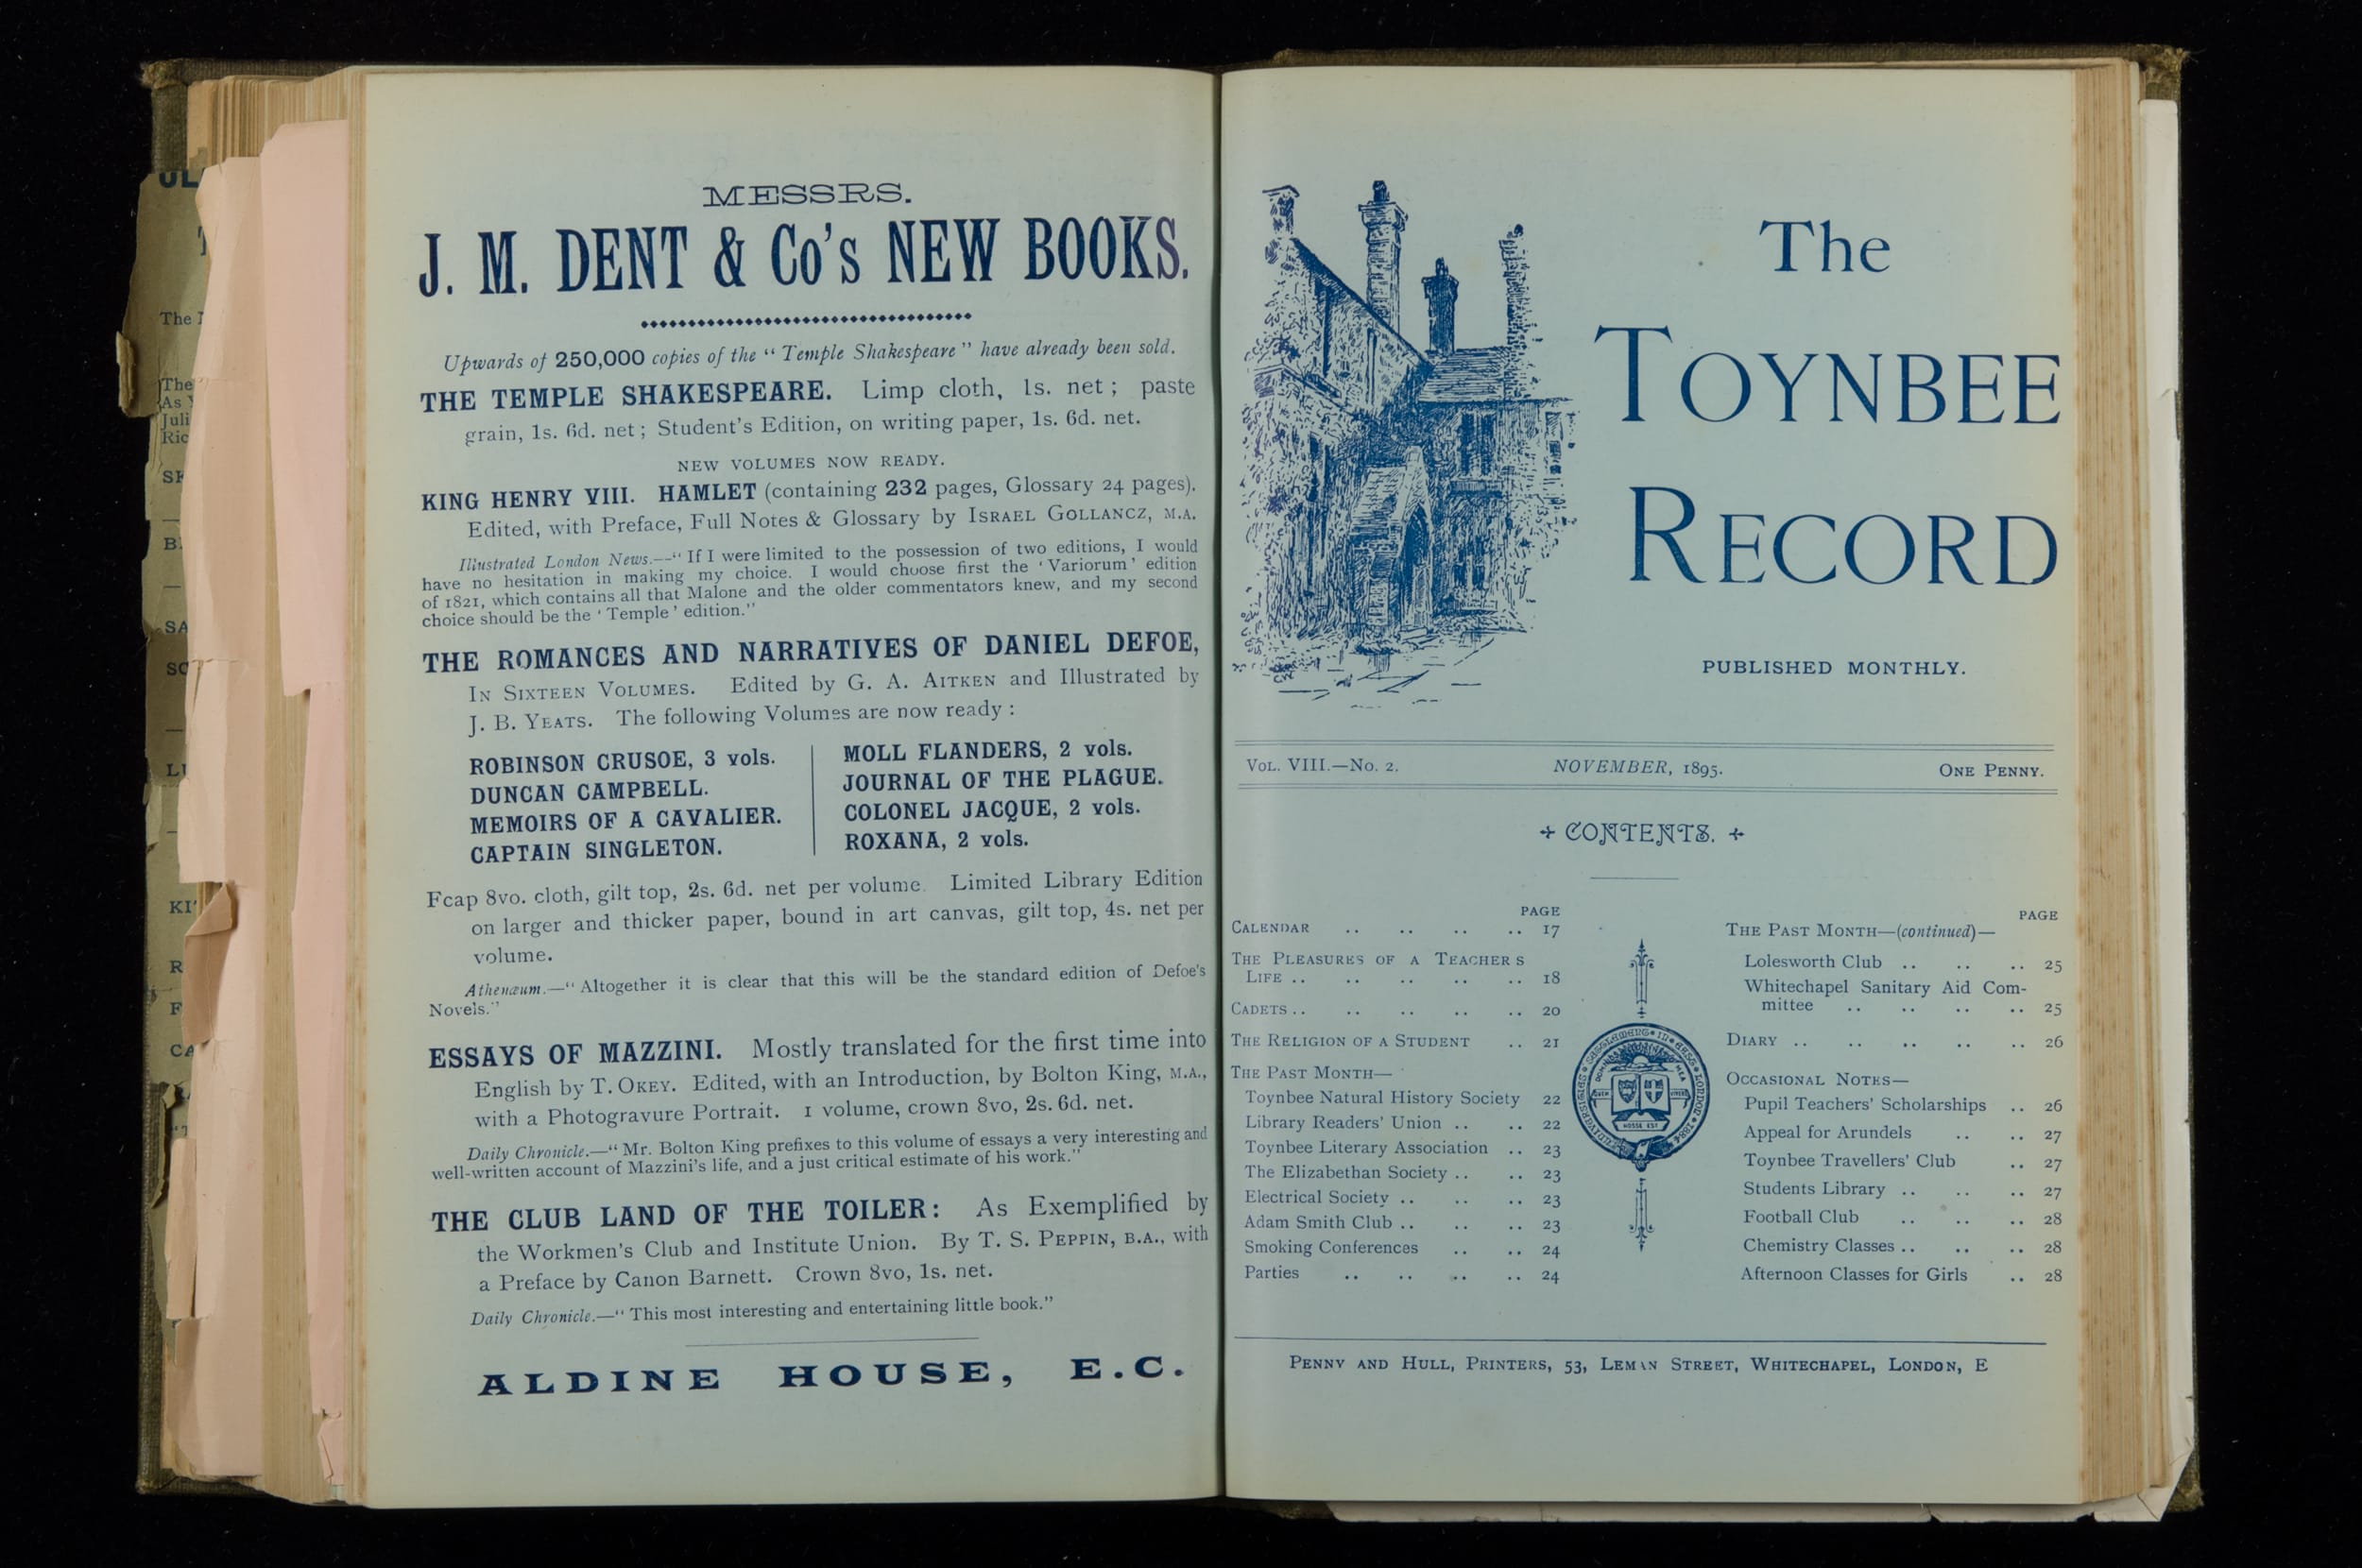 MESSRS.
J. M. DENT & Co's NEW BOOKS.
Upwards of 250,000 copies of the "Temple Shakespeare" have already been sold.
THE TEMPLE SHAKESPEARE. Limp cloth, 1s. net; paste
grain, 1s. 6d. net; Student's Edition, on writing paper, 1s. 6d. net.
NEW VOLUMES NOW READY.
KING HENRY VIII. HAMLET (containing 232 pages, Glossary 24 pages).
Edited, with Preface, Full Notes & Glossary by ISRAEL GOLLANCZ, M.A.
Illustrated London News.—"If I were limited to the possession of two editions, I would
have no hesitation in making my choice. I would choose first the 'Variorum' edition
of 1821, which contains all that Malone and the older commentators knew, and my second
choice should be the 'Temple' edition."
THE ROMANCES AND NARRATIVES OF DANIEL DEFOE,
IN SIXTEEN VOLUMES. Edited by G. A. AITKEN and Illustrated by
J. B. YEATS. The following Volumes are now ready:
ROBINSON CRUSOE, 3 vols.
DUNCAN CAMPBELL.
MEMOIRS OF A CAVALIER.
CAPTAIN SINGLETON.
MOLL FLANDERS, 2 vols.
JOURNAL OF THE PLAGUE.
COLONEL JACQUE, 2 vols.
ROXANA, 2 vols.
Fcap 8vo. cloth, gilt top, 2s. 6d. net per volume. Limited Library Edition
on larger and thicker paper, bound in art canvas, gilt top, 4s. net per
volume.
Athenæum.—"Altogether it is clear that this will be the standard edition of Defoe's
Novels."
ESSAYS OF MAZZINI. Mostly translated for the first time into
English by T. OKEY. Edited, with an Introduction, by Bolton King, M.A.,
with a Photogravure Portrait. 1 volume, crown 8vo, 2s. 6d. net.
Daily Chronicle.—"Mr. Bolton King prefixes to this volume of essays a very interesting and
well-written account of Mazzini's life, and a just critical estimate of his work."
THE CLUB LAND OF THE TOILER: As Exemplified by
the Workmen's Club and Institute Union. By T. S. PEPPIN, B.A., with
a Preface by Canon Barnett. Crown 8vo, 1s. net.
Daily Chronicle.—"This most interesting and entertaining little book."
ALDINE HOUSE, E.C.
The
TOYNBEE
RECORD
PUBLISHED MONTHLY.
VOL. VIII.—No. 2. NOVEMBER, 1895. ONE PENNY.
CONTENTS.
PAGE
CALENDAR .. .. .. .. 17
THE PLEASURES OF A TEACHER S
LIFE .. .. .. .. .. 18
CADETS .. .. .. .. .. 20
THE RELIGION OF A STUDENT .. 21
THE PAST MONTH—
Toynbee Natural History Society 22
Library Readers' Union .. .. 22
Toynbee Literary Association .. 23
The Elizabethan Society .. .. 23
Electrical Society .. .. .. 23
Adam Smith Club .. .. .. 23
Smoking Conferences .. .. 24
Parties .. .. .. .. 24
PAGE
THE PAST MONTH—(continued)—
Lolesworth Club .. .. .. 25
Whitechapel Sanitary Aid Com-
mittee .. .. .. .. 25
DIARY .. .. .. .. .. 26
OCCASIONAL NOTES—
Pupil Teachers' Scholarships .. 26
Appeal for Arundels .. .. 27
Toynbee Travellers' Club .. 27
Students Library .. .. .. 27
Football Club .. .. .. 28
Chemistry Classes .. .. .. 28
Afternoon Classes for Girls .. 28
PENNY AND HULL, PRINTERS, 53, LEMAN STREET, WHITECHAPEL, LONDON, E